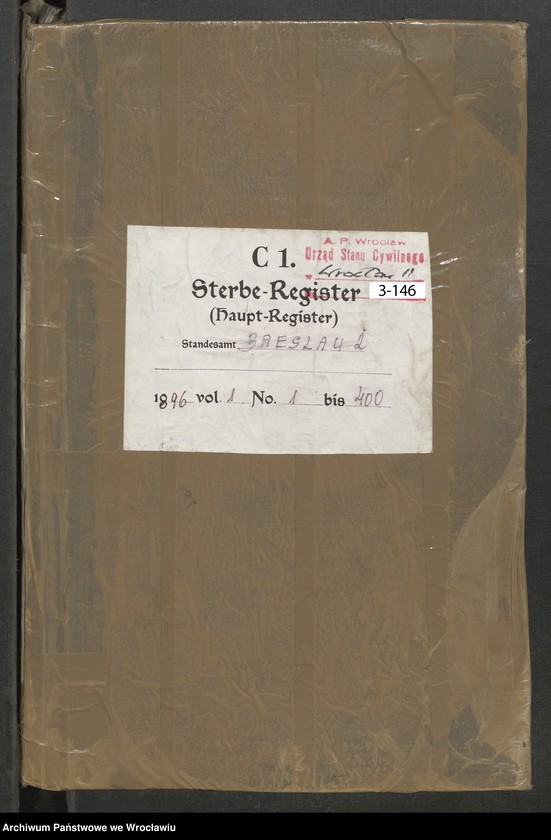 A. P. Wrocław
C 1. Urząd Stanu Cywilnego
Wrocław II
Sterbe-Register 3-146
(Haupt-Register)
Standesamt BRESLAU 2
1896 vol. 1 No. 1 bis 400
Archiwum Państwowe we Wrocławiu